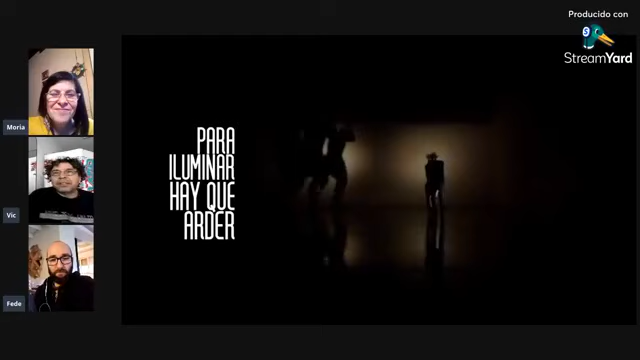 Producido con
StreamYard
Moria
Vic
Fede
PARA
ILUMINAR
HAY QUE
ARDER